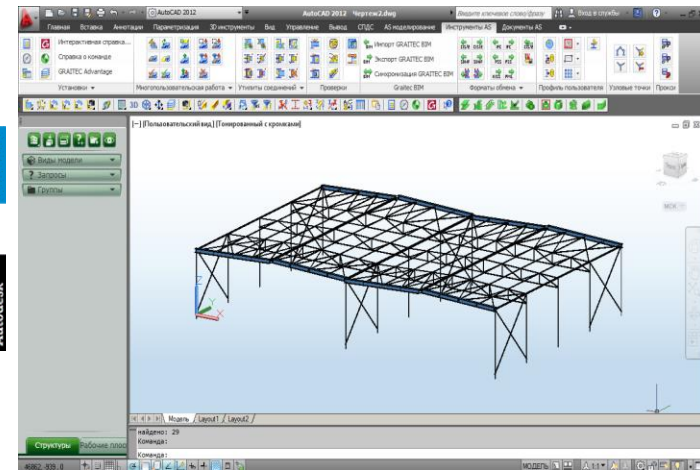 AutoCAD 2012
AutoCAD 2012 Чертеж2.dwg
Введите ключевое слово/фразу
Вход в службы
Главная Вставка Аннотации Параметризация 3D инструменты Вид Управление Вывод СПДС AS моделирование Инструменты AS Документы AS
Интерактивная справка...
Справка о команде
GRAITEC Advantage
Импорт GRAITEC BIM
Экспорт GRAITEC BIM
Синхронизация GRAITEC BIM
Установки Многопользовательская работа Утилиты соединений Проверки Graitec BIM Форматы обмена Профиль пользователя Узловые точки Прокси
[−] [Пользовательский вид] [Тонированный с кромками]
Виды модели
Запросы
Группы
МСК
Z
Y
X
Autodesk
Модель Layout1 Layout2
найдено: 29
Команда:
Команда:
Структуры Рабочие плос
МОДЕЛЬ